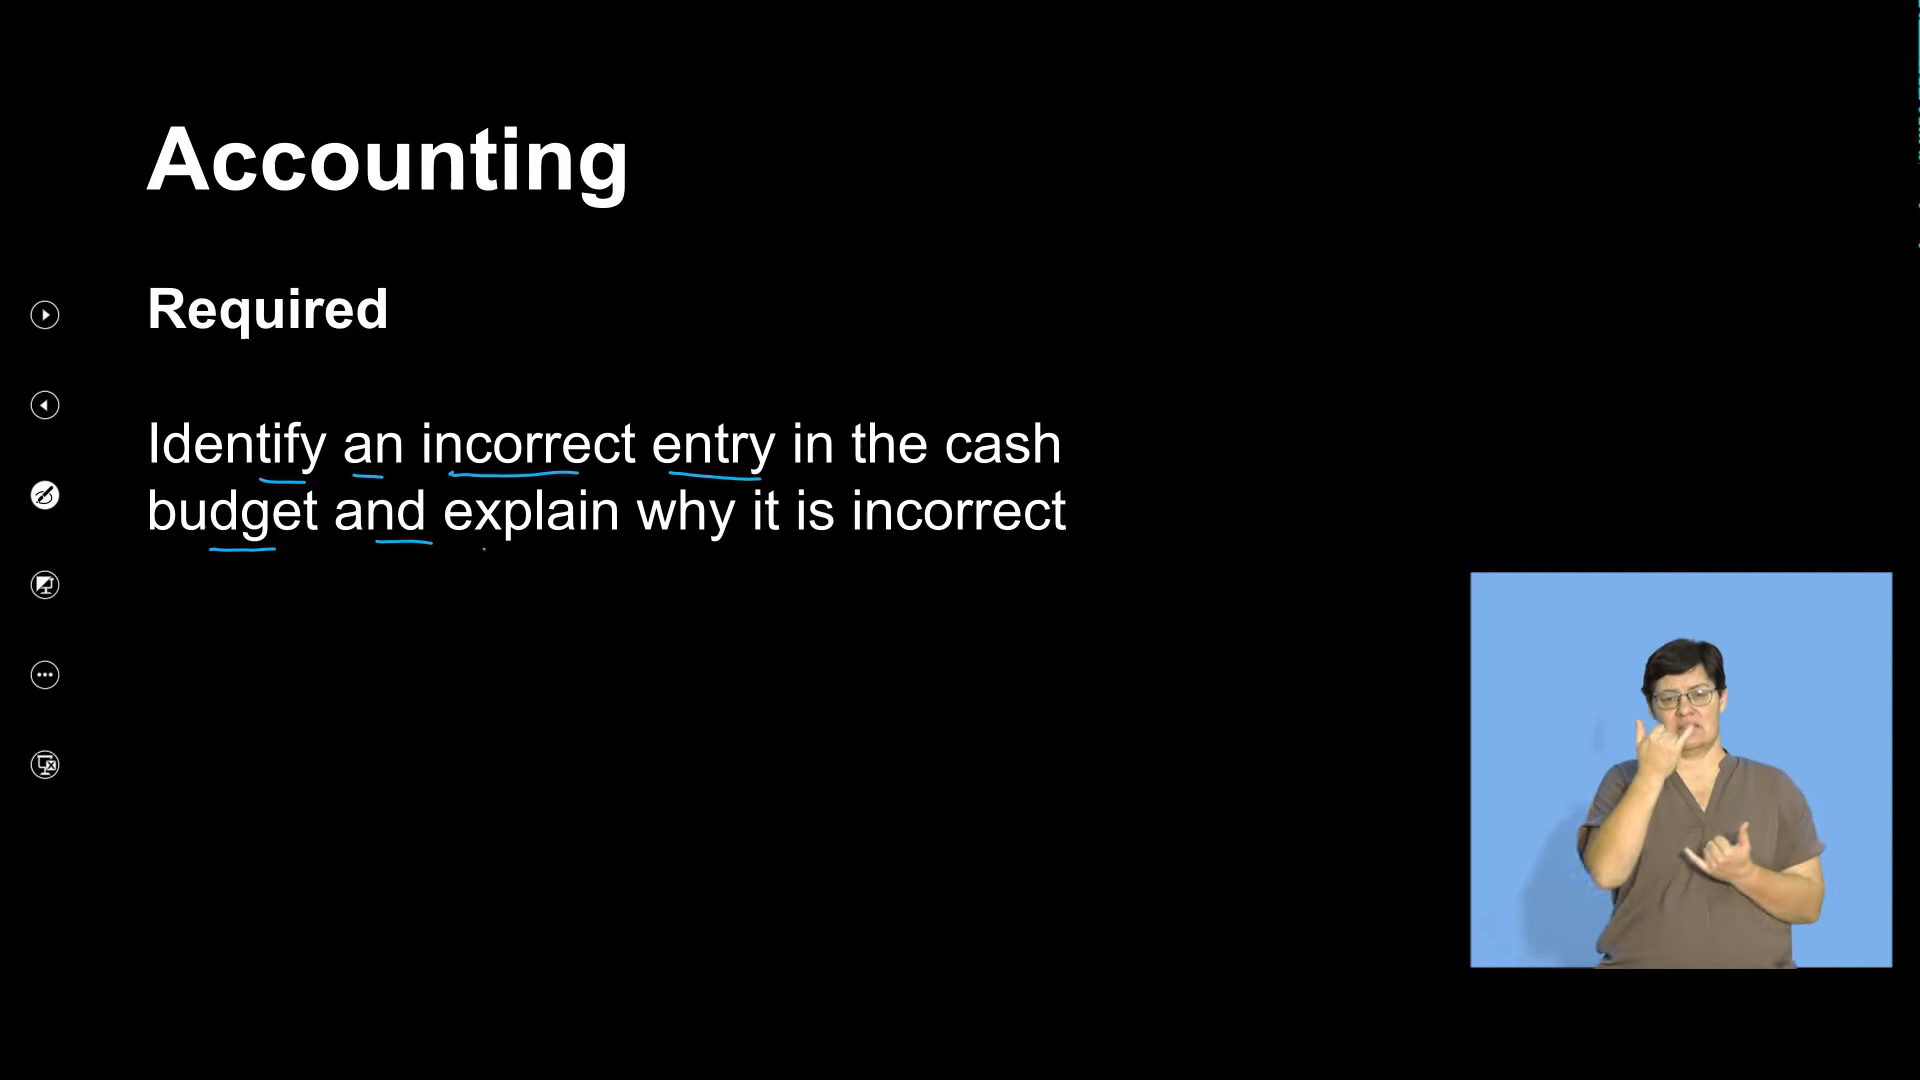 Accounting
Required
Identify an incorrect entry in the cash
budget and explain why it is incorrect